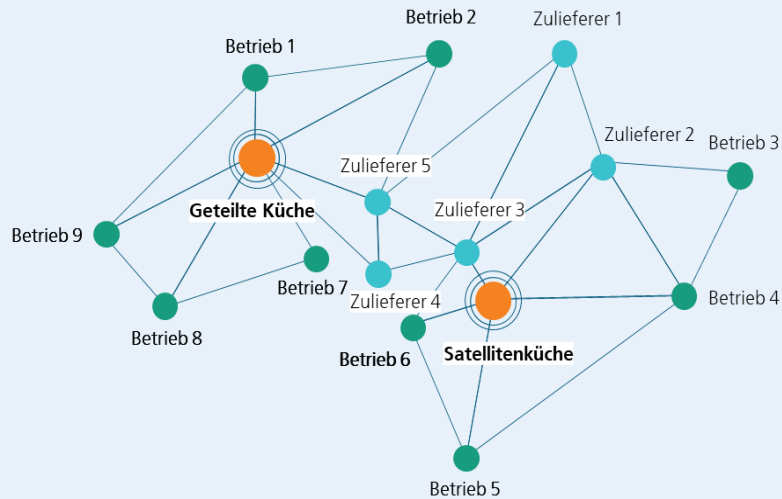 Betrieb 2
Zulieferer 1
Betrieb 1
Zulieferer 2
Betrieb 3
Zulieferer 5
Geteilte Küche
Zulieferer 3
Betrieb 9
Betrieb 7
Zulieferer 4
Betrieb 4
Betrieb 8
Betrieb 6
Satellitenküche
Betrieb 5